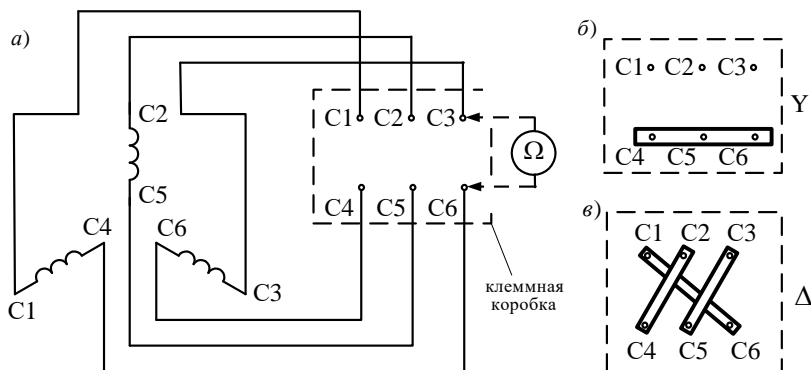 а)
C2
C5
C4
C6
C1
C3
C1 C2 C3
Ω
C4 C5 C6
клеммная
коробка
б)
C1 C2 C3
Y
C4 C5 C6
в)
C1 C2 C3
Δ
C4 C5 C6